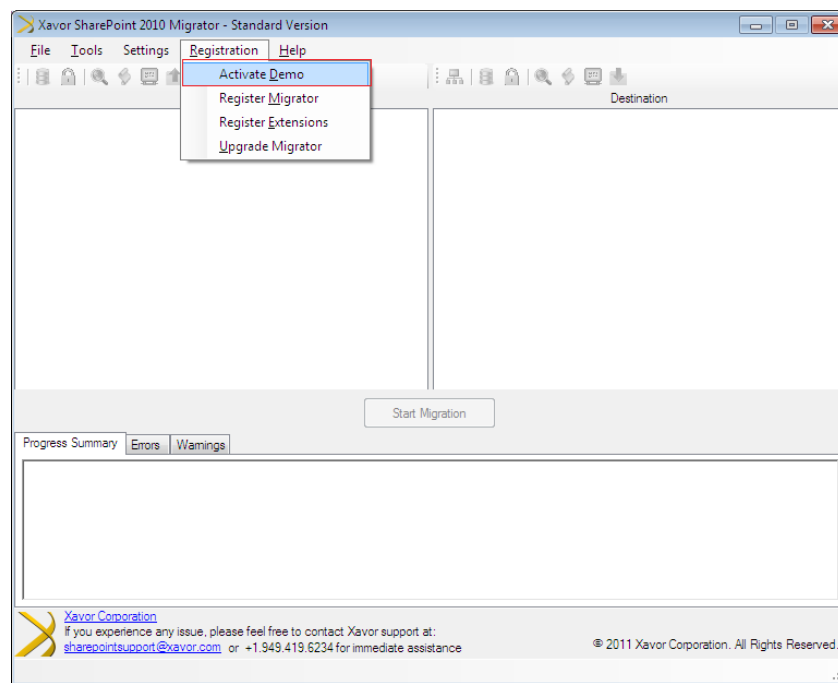 Xavor SharePoint 2010 Migrator - Standard Version
File Tools Settings Registration Help
Activate Demo
Register Migrator
Register Extensions
Upgrade Migrator
Destination
Start Migration
Progress Summary Errors Warnings
Xavor Corporation
If you experience any issue, please feel free to contact Xavor support at:
sharepointsupport@xavor.com or +1.949.419.6234 for immediate assistance
© 2011 Xavor Corporation. All Rights Reserved.